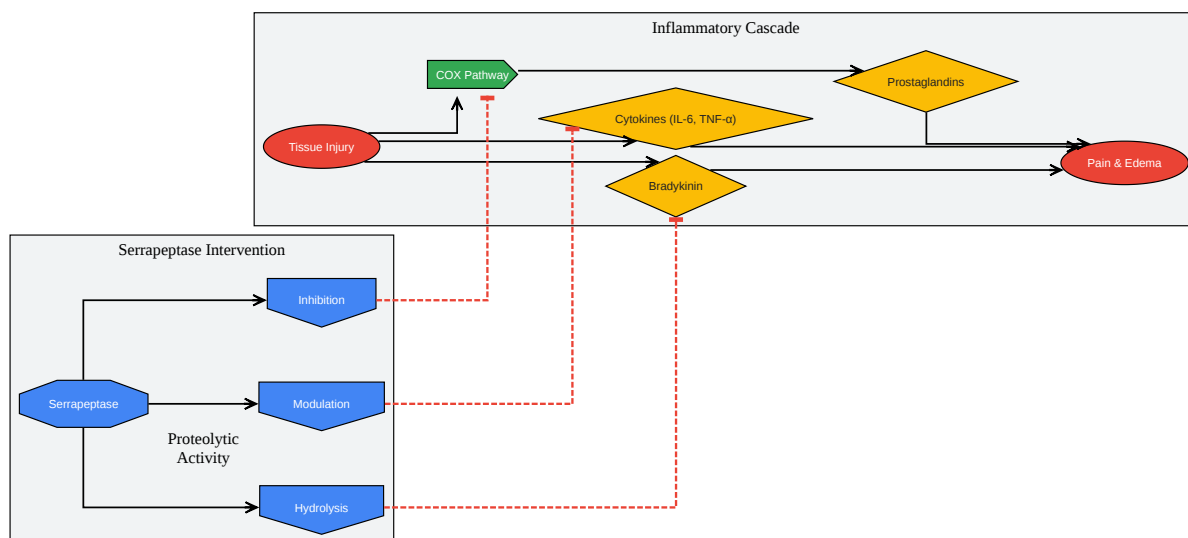 Inflammatory Cascade
COX Pathway
Prostaglandins
Cytokines (IL-6, TNF-α)
Tissue Injury
Pain & Edema
Bradykinin
Serrapeptase Intervention
Inhibition
Serrapeptase
Modulation
Proteolytic
Activity
Hydrolysis